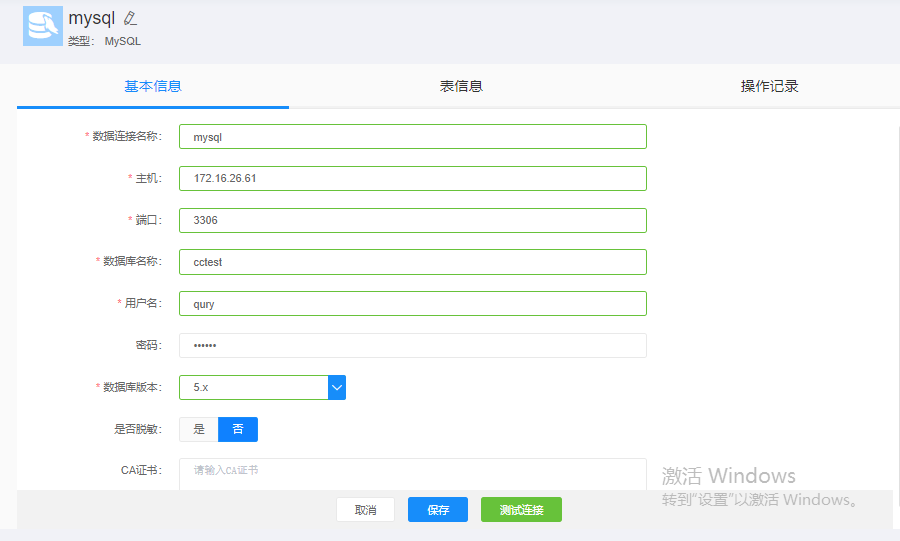 mysql
类型： MySQL
基本信息 表信息 操作记录
* 数据连接名称： mysql
* 主机： 172.16.26.61
* 端口： 3306
* 数据库名称： cctest
* 用户名： qury
密码： ••••••
* 数据库版本： 5.x
是否脱敏： 是 否
CA证书： 请输入CA证书
激活 Windows
转到“设置”以激活 Windows。
取消 保存 测试连接